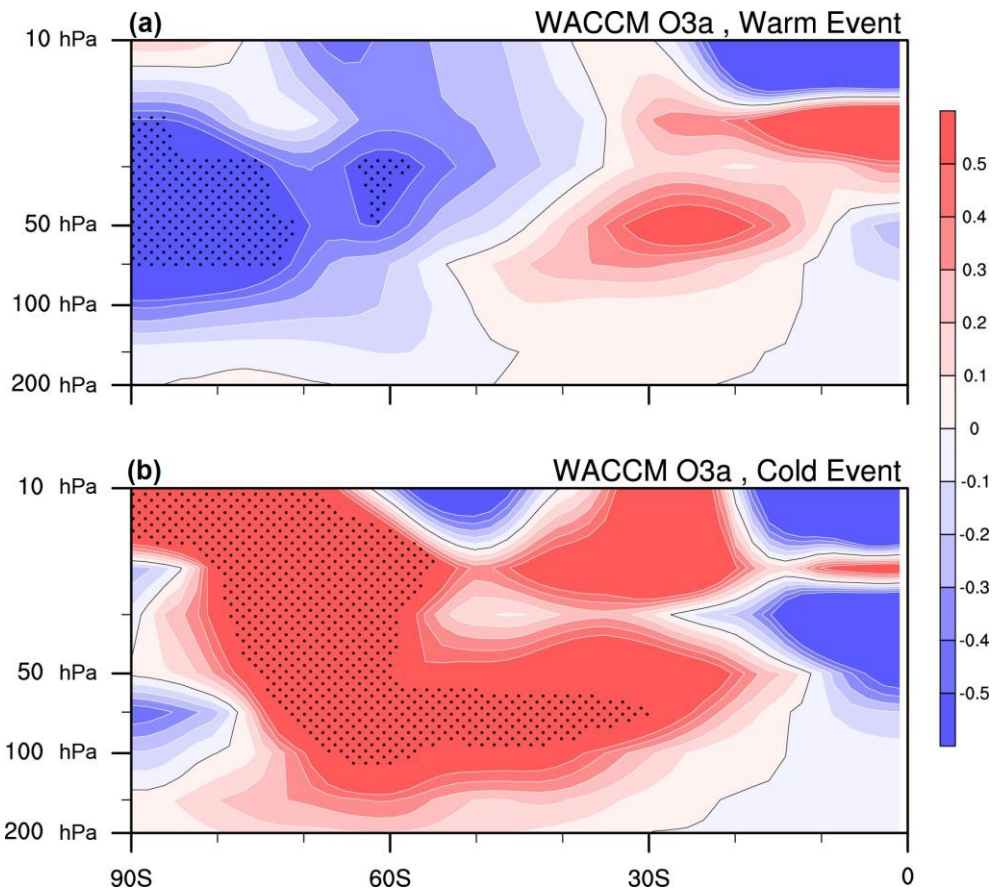 (a) WACCM O3a , Warm Event
10 hPa
50 hPa
100 hPa
200 hPa
(b) WACCM O3a , Cold Event
10 hPa
50 hPa
100 hPa
200 hPa
90S 60S 30S 0
0.5
0.4
0.3
0.2
0.1
0
-0.1
-0.2
-0.3
-0.4
-0.5